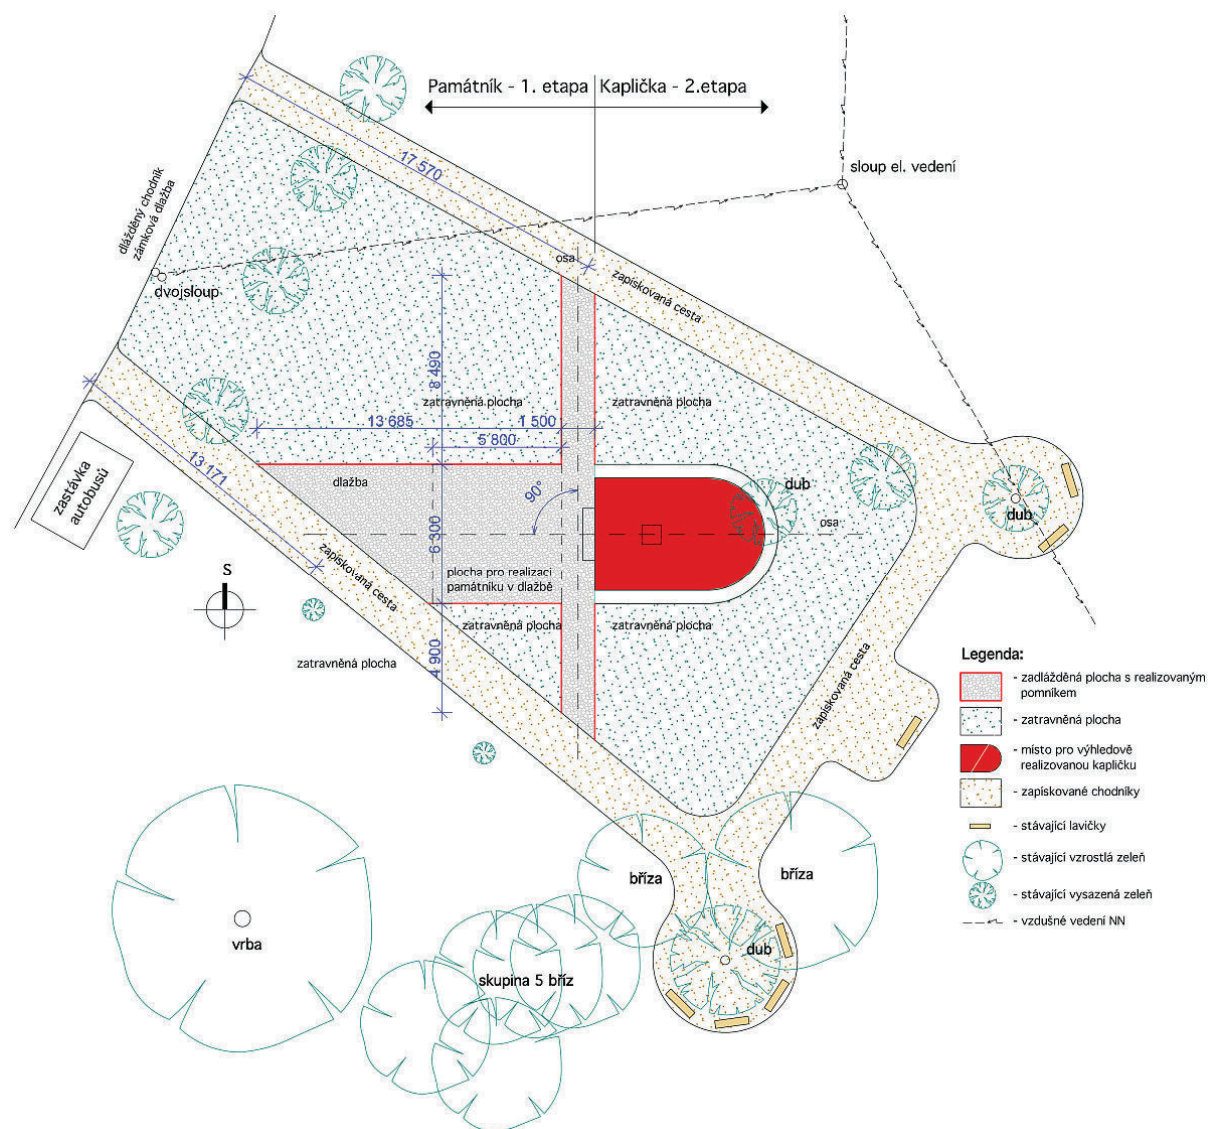 Památník - 1. etapa
Kaplička - 2.etapa
17 570
sloup el. vedení
dlážděný chodník
zámková dlažba
osa
zapískovaná cesta
dvojsloup
8 490
zatravněná plocha
zatravněná plocha
13 685
1 500
5 800
13 171
zastávka
autobusů
dlažba
90°
dub
osa
dub
6 300
zapískovaná cesta
plocha pro realizaci
památníku v dlažbě
S
zatravněná plocha
zatravněná plocha
zatravněná plocha
4 900
zapískovaná cesta
Legenda:
- zadlážděná plocha s realizovaným
pomníkem
- zatravněná plocha
- místo pro výhledově
realizovanou kapličku
- zapískované chodníky
- stávající lavičky
- stávající vzrostlá zeleň
- stávající vysazená zeleň
- vzdušné vedení NN
bříza
bříza
vrba
dub
skupina 5 bříz